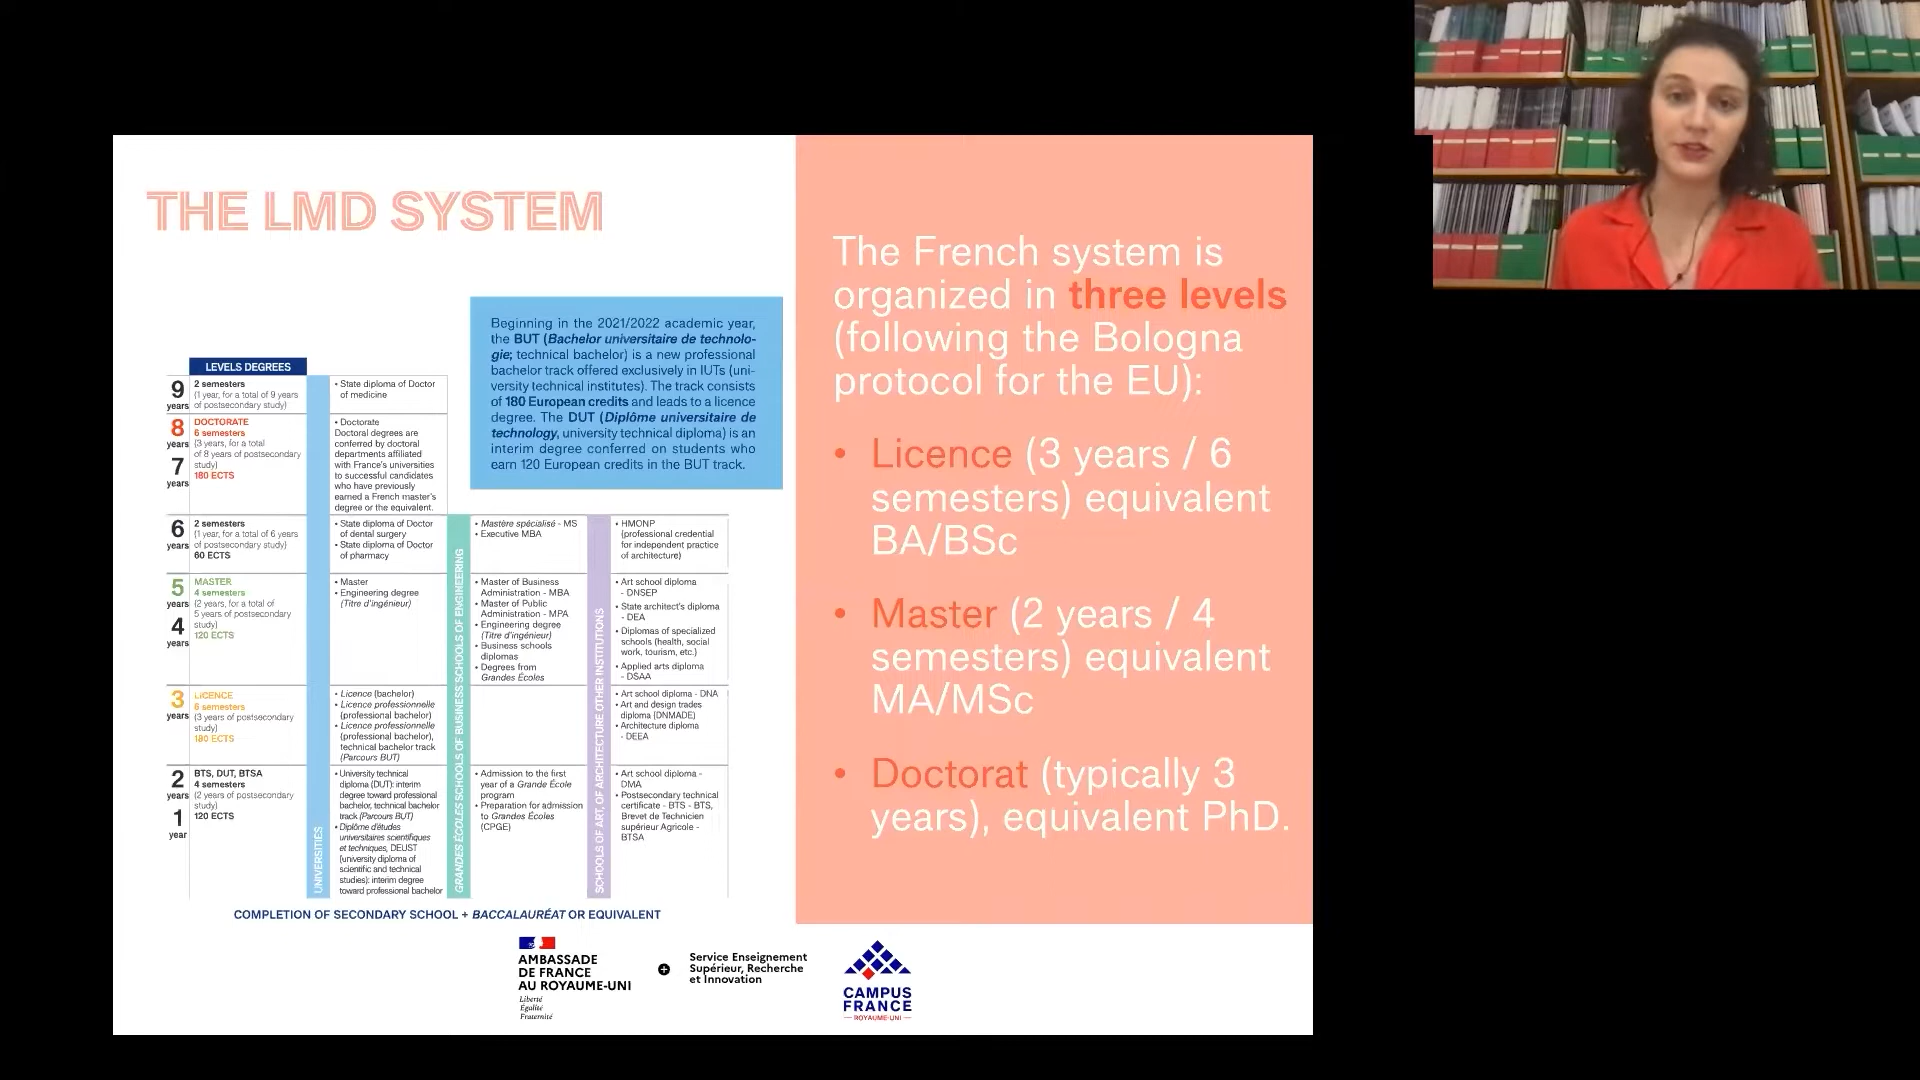 THE LMD SYSTEM
Beginning in the 2021/2022 academic year,
the BUT (Bachelor universitaire de technolo-
gie; technical bachelor) is a new professional
bachelor track offered exclusively in IUTs (uni-
versity technical institutes). The track consists
of 180 European credits and leads to a licence
degree. The DUT (Diplôme universitaire de
technology, university technical diploma) is an
interim degree conferred on students who
earn 120 European credits in the BUT track.
LEVELS DEGREES
9
years
2 semesters
(1 year, for a total of 9 years
of postsecondary study)
• State diploma of Doctor
of medicine
8
years
7
years
DOCTORATE
6 semesters
(3 years, for a total
of 8 years of postsecondary
study)
180 ECTS
• Doctorate
Doctoral degrees are
conferred by doctoral
departments affiliated
with France's universities
to successful candidates
who have previously
earned a French master's
degree or the equivalent.
6
years
2 semesters
(1 year, for a total of 6 years
of postsecondary study)
60 ECTS
• State diploma of Doctor
of dental surgery
• State diploma of Doctor
of pharmacy
• Mastère spécialisé - MS
• Executive MBA
• HMONP
(professional credential
for independent practice
of architecture)
5
years
4
years
MASTER
4 semesters
(2 years, for a total of
5 years of postsecondary
study)
120 ECTS
• Master
• Engineering degree
(Titre d'ingénieur)
• Master of Business
Administration - MBA
• Master of Public
Administration - MPA
• Engineering degree
(Titre d'ingénieur)
• Business schools
diplomas
• Degrees from
Grandes Écoles
• Art school diploma
- DNSEP
• State architect's diploma
- DEA
• Diplomas of specialized
schools (health, social
work, tourism, etc.)
• Applied arts diploma
- DSAA
3
years
LICENCE
6 semesters
(3 years of postsecondary
study)
180 ECTS
• Licence (bachelor)
• Licence professionnelle
(professional bachelor)
• Licence professionnelle
(professional bachelor),
technical bachelor track
(Parcours BUT)
• Art school diploma - DNA
• Art and design trades
diploma (DNMADE)
• Architecture diploma
- DEEA
2
years
1
year
BTS, DUT, BTSA
4 semesters
(2 years of postsecondary
study)
120 ECTS
• University technical
diploma (DUT): interim
degree toward professional
bachelor, technical bachelor
track (Parcours BUT)
• Diplôme d'études
universitaires scientifiques
et techniques, DEUST
(university diploma of
scientific and technical
studies): interim degree
toward professional bachelor
• Admission to the first
year of a Grande École
program
• Preparation for admission
to Grandes Écoles
(CPGE)
• Art school diploma -
DMA
• Postsecondary technical
certificate - BTS - BTS,
Brevet de Technicien
supérieur Agricole -
BTSA
UNIVERSITIES
GRANDES ÉCOLES SCHOOLS OF BUSINESS SCHOOLS OF ENGINEERING
SCHOOLS OF ART, OF ARCHITECTURE OTHER INSTITUTIONS
COMPLETION OF SECONDARY SCHOOL + BACCALAURÉAT OR EQUIVALENT
The French system is
organized in three levels
(following the Bologna
protocol for the EU):
• Licence (3 years / 6
semesters) equivalent
BA/BSc
• Master (2 years / 4
semesters) equivalent
MA/MSc
• Doctorat (typically 3
years), equivalent PhD.
AMBASSADE
DE FRANCE
AU ROYAUME-UNI
Liberté
Égalité
Fraternité
+
Service Enseignement
Supérieur, Recherche
et Innovation
CAMPUS
FRANCE
ROYAUME-UNI